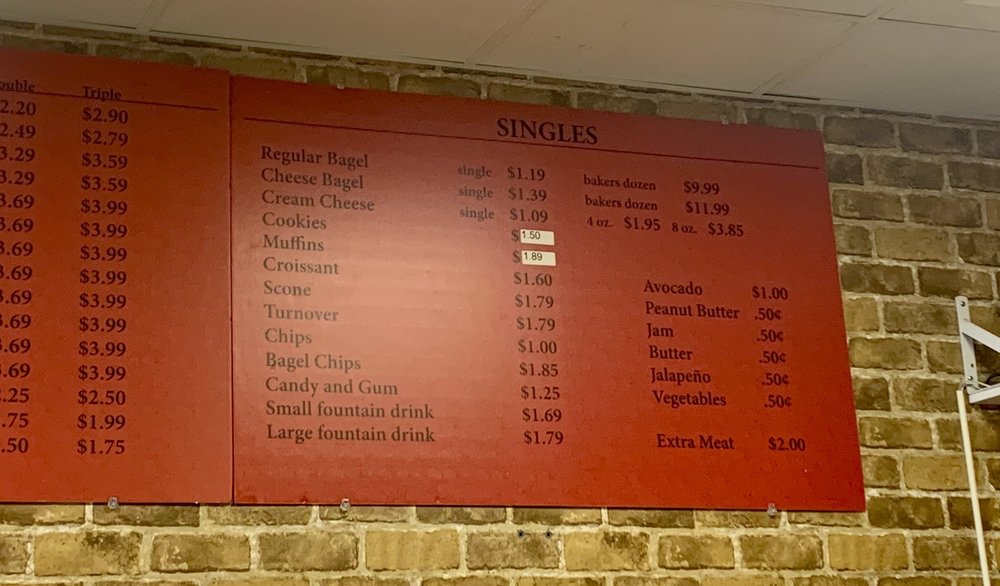 ouble Triple
2.20 $2.90
2.49 $2.79
3.29 $3.59
3.29 $3.59
3.69 $3.99
3.69 $3.99
3.69 $3.99
3.69 $3.99
3.69 $3.99
3.69 $3.99
3.69 $3.99
3.69 $3.99
.25 $2.50
.75 $1.99
.50 $1.75
SINGLES
Regular Bagel single $1.19 bakers dozen $9.99
Cheese Bagel single $1.39 bakers dozen $11.99
Cream Cheese single $1.09 4 oz. $1.95 8 oz. $3.85
Cookies $1.50
Muffins $1.89
Croissant $1.60
Scone $1.79
Turnover $1.79
Chips $1.00
Bagel Chips $1.85
Candy and Gum $1.25
Small fountain drink $1.69
Large fountain drink $1.79
Avocado $1.00
Peanut Butter .50¢
Jam .50¢
Butter .50¢
Jalapeño .50¢
Vegetables .50¢
Extra Meat $2.00